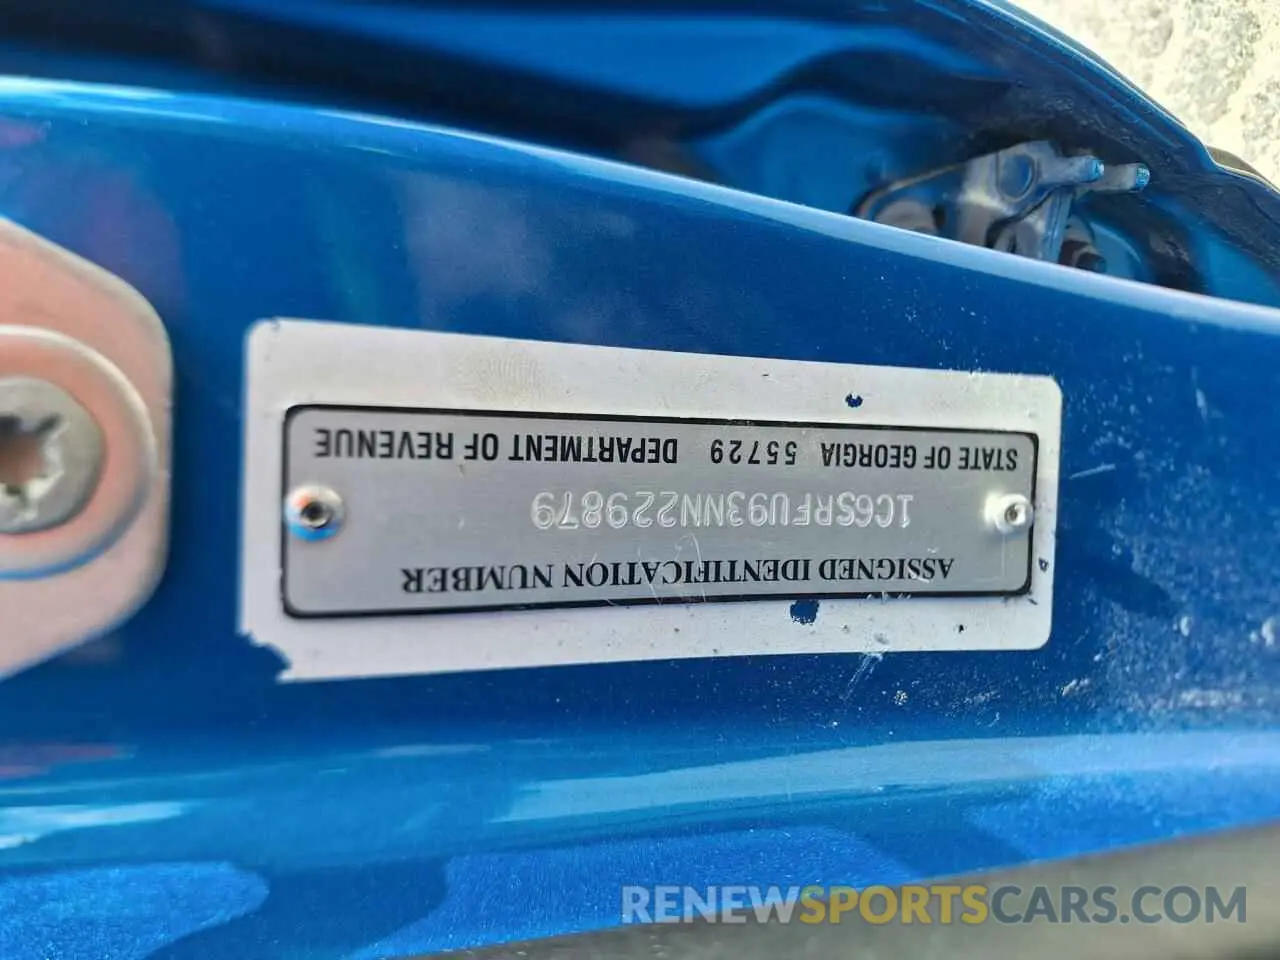 ASSIGNED IDENTIFICATION NUMBER
1C6SRFU93NN229879
STATE OF GEORGIA 55729 DEPARTMENT OF REVENUE
RENEWSPORTSCARS.COM